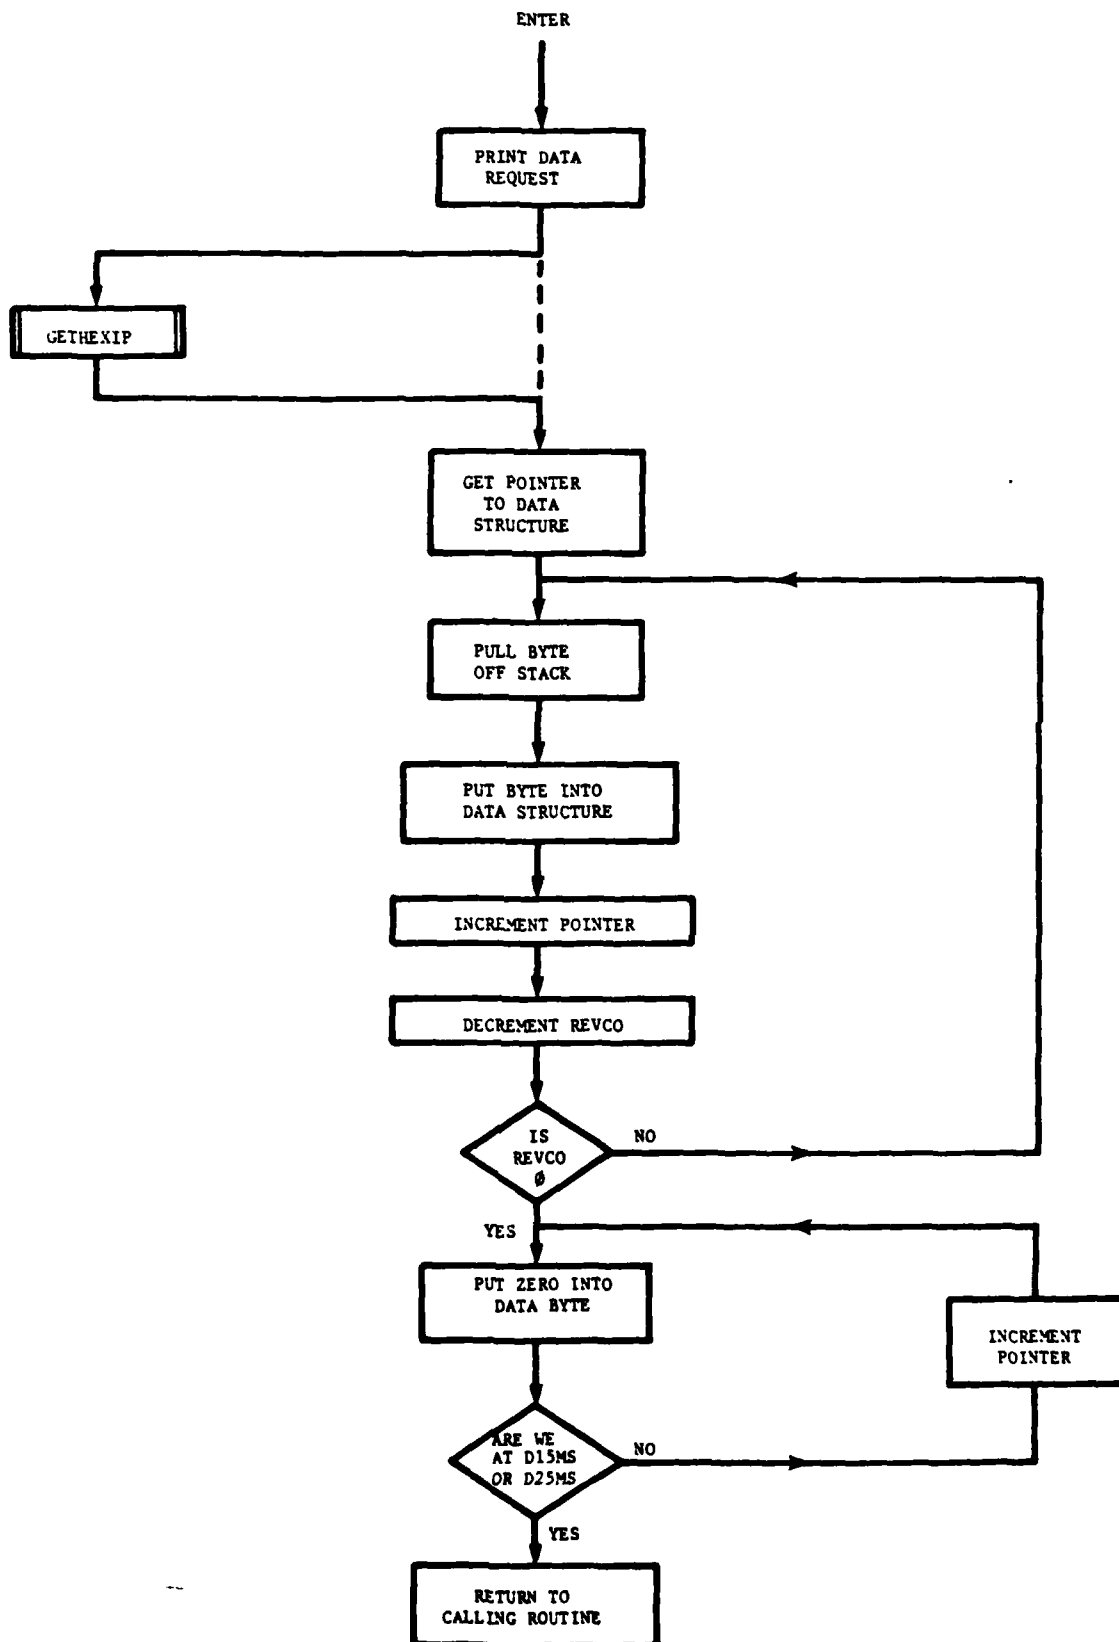 ENTER
PRINT DATA
REQUEST
GETHEXIP
GET POINTER
TO DATA
STRUCTURE
PULL BYTE
OFF STACK
PUT BYTE INTO
DATA STRUCTURE
INCREMENT POINTER
DECREMENT REVCO
IS
REVCO
Ø
NO
YES
PUT ZERO INTO
DATA BYTE
INCREMENT
POINTER
ARE WE
AT D15MS
OR D25MS
NO
YES
RETURN TO
CALLING ROUTINE